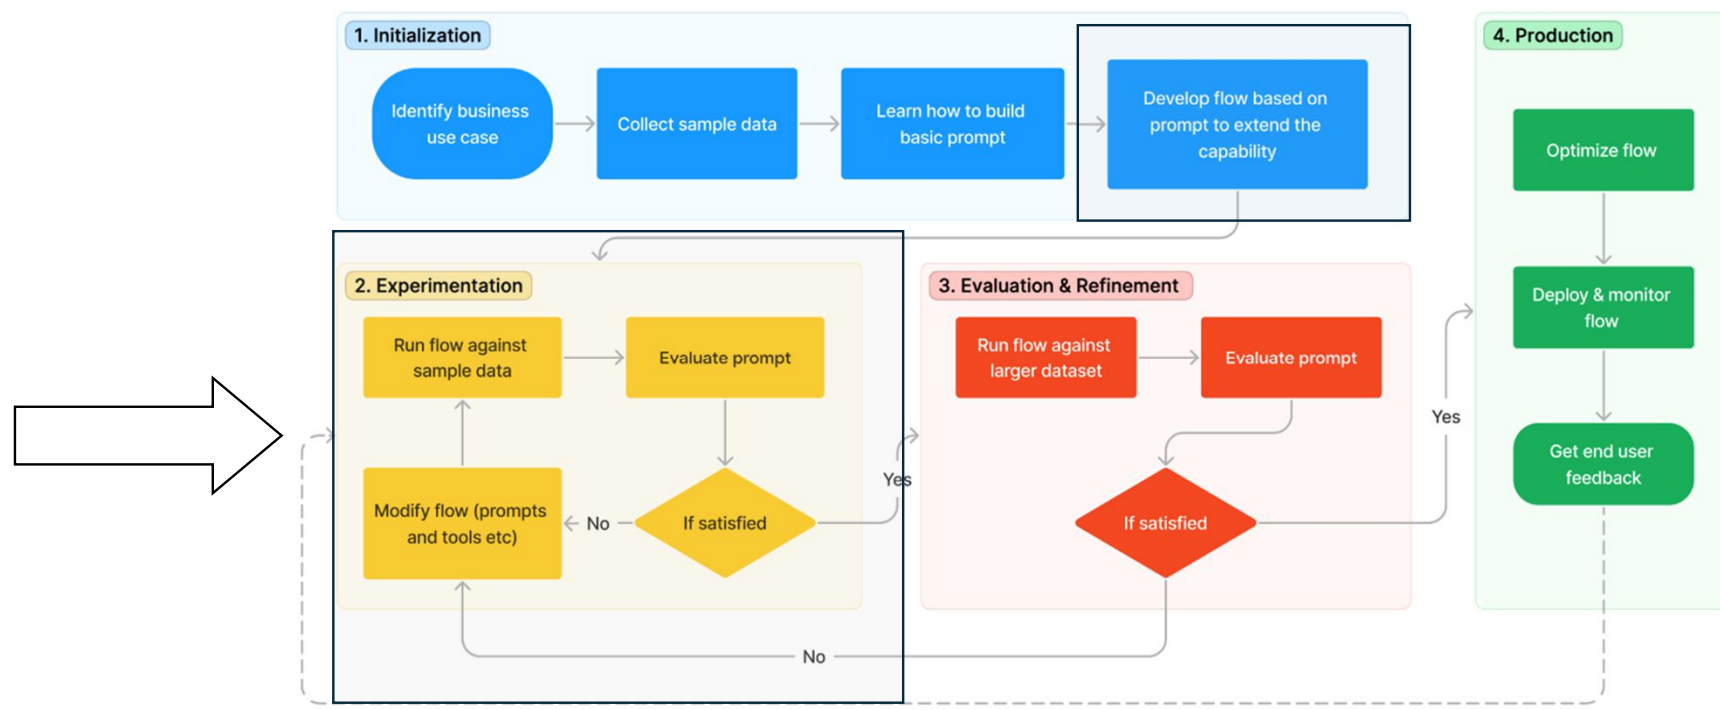 1. Initialization
Identify business
use case
Collect sample data
Learn how to build
basic prompt
Develop flow based on
prompt to extend the
capability
2. Experimentation
Run flow against
sample data
Evaluate prompt
If satisfied
No
Modify flow (prompts
and tools etc)
Yes
3. Evaluation & Refinement
Run flow against
larger dataset
Evaluate prompt
If satisfied
No
Yes
4. Production
Optimize flow
Deploy & monitor
flow
Get end user
feedback